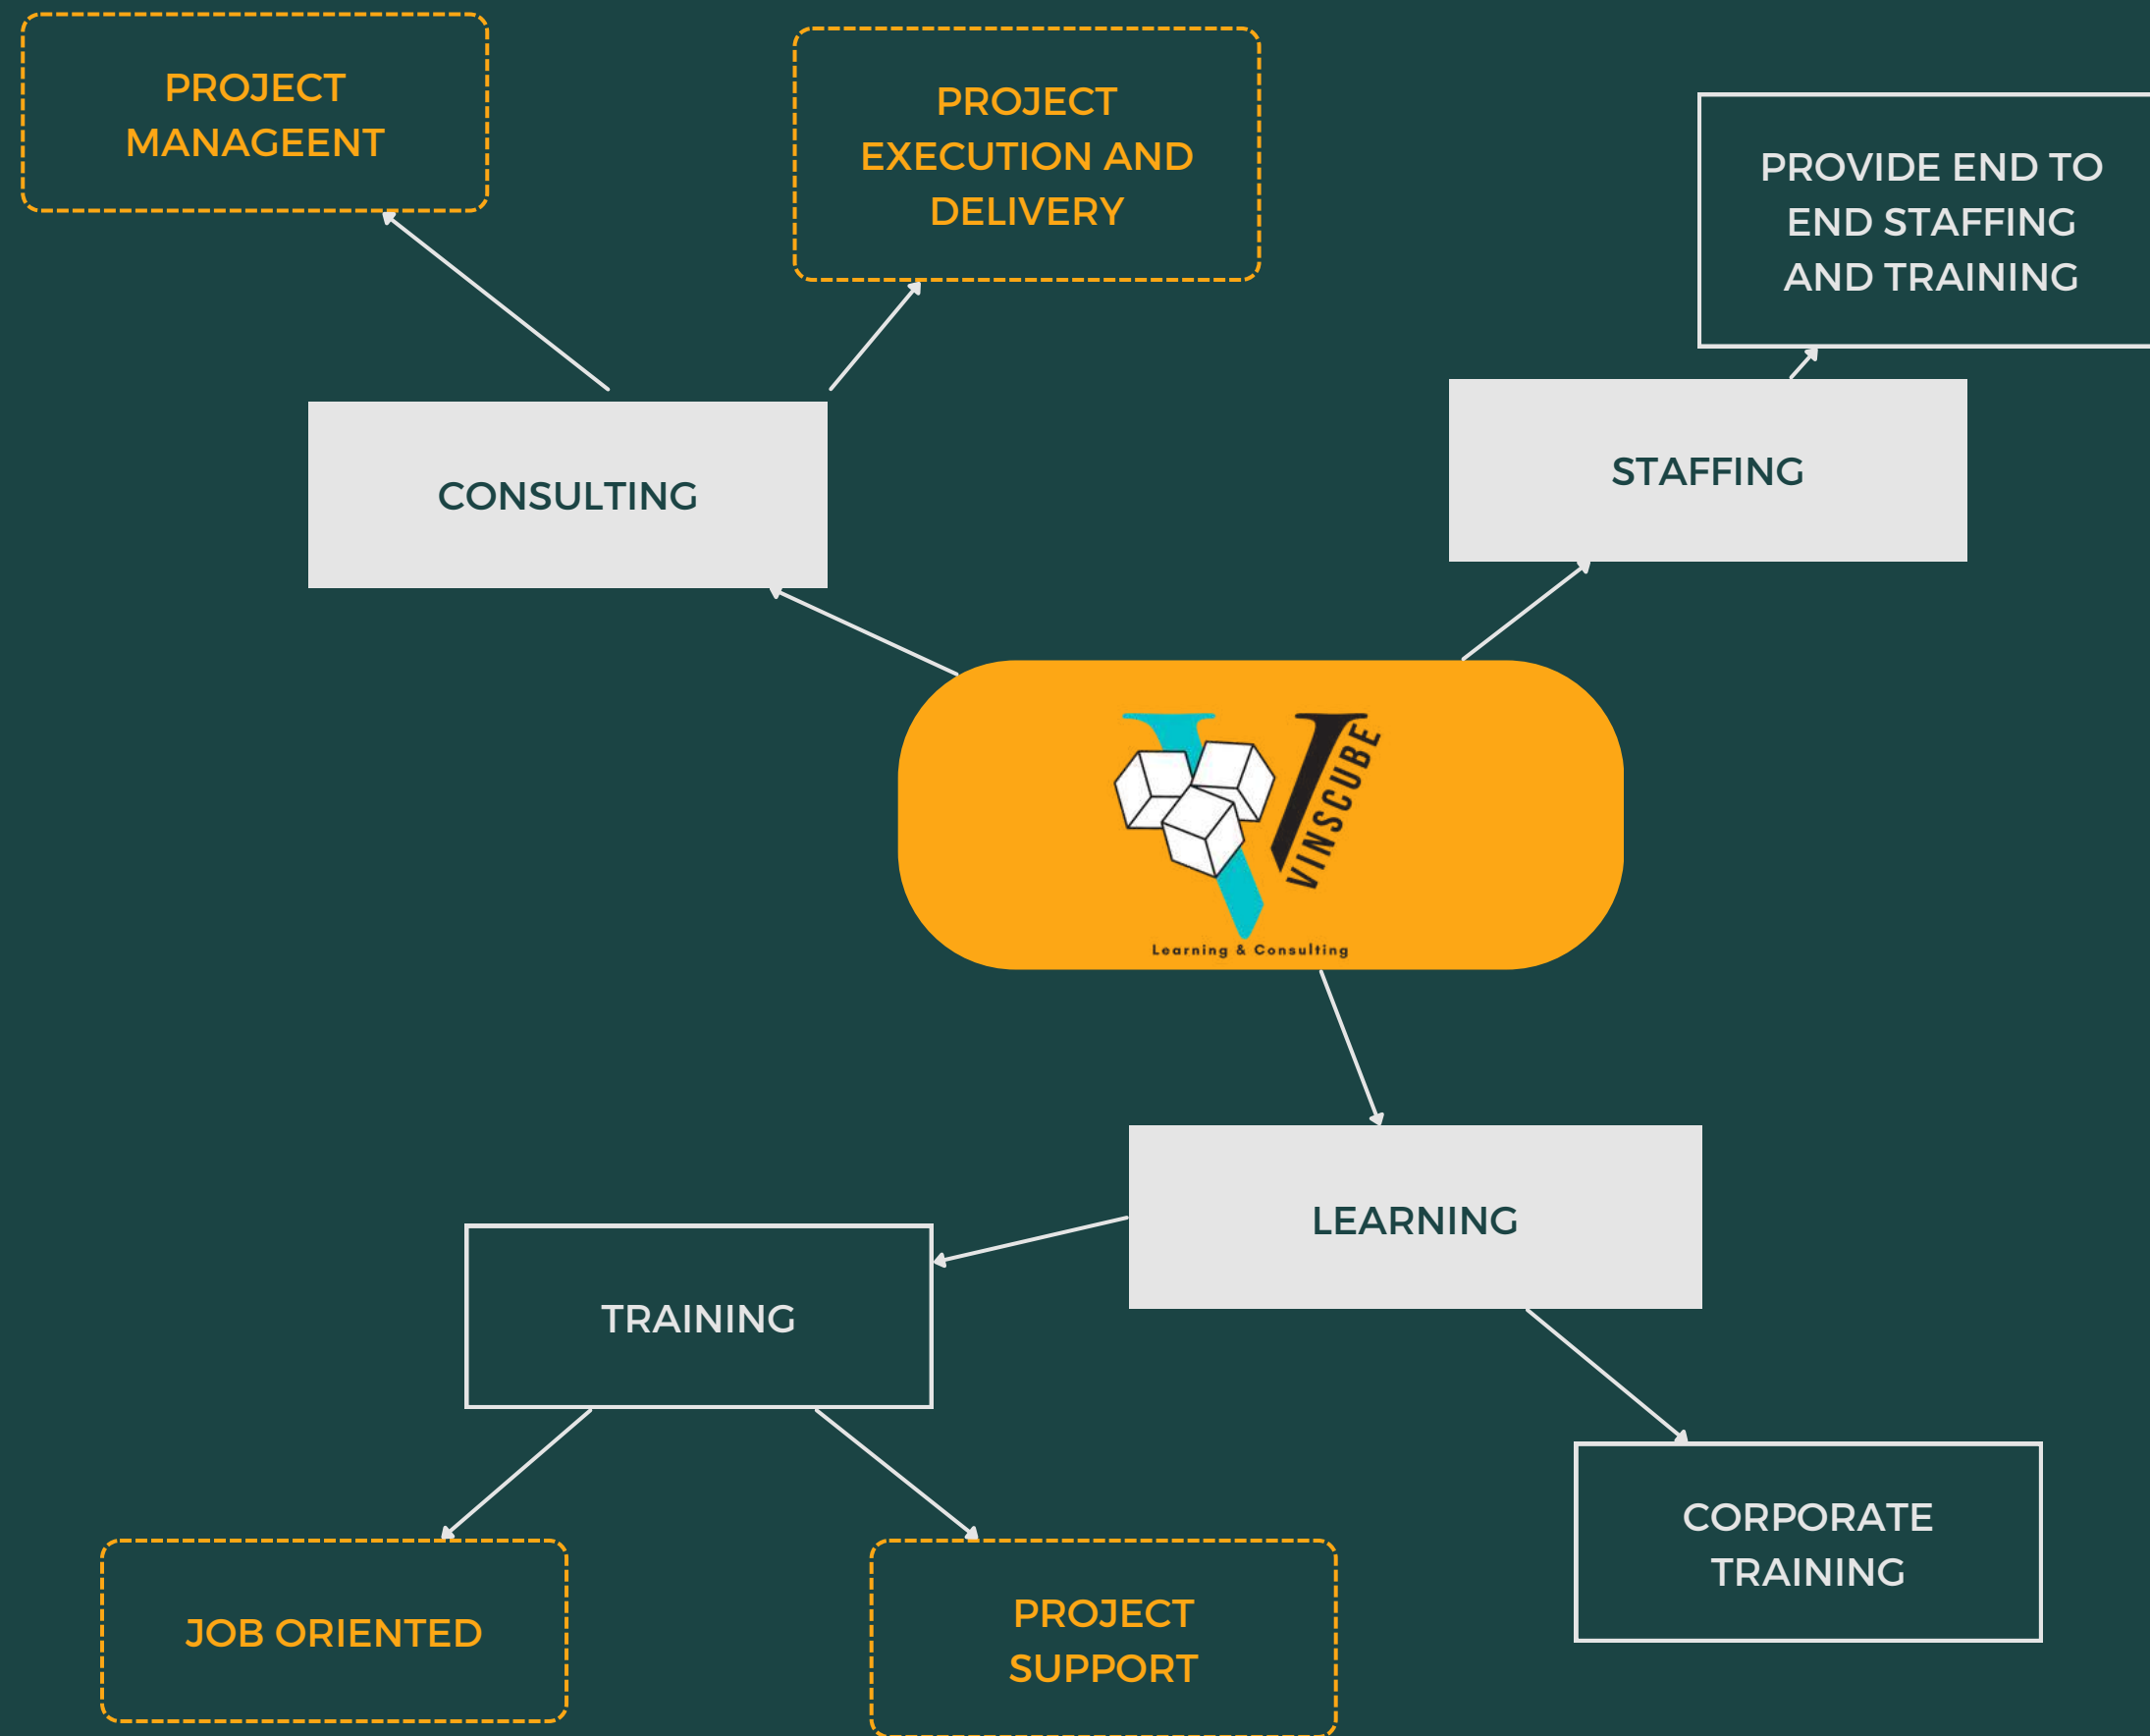 PROJECT
MANAGEENT
PROJECT
EXECUTION AND
DELIVERY
PROVIDE END TO
END STAFFING
AND TRAINING
CONSULTING
STAFFING
VINSCUBE
Learning & Consulting
LEARNING
TRAINING
CORPORATE
TRAINING
JOB ORIENTED
PROJECT
SUPPORT